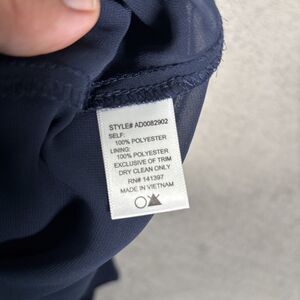 STYLE# AD0082902
SELF:
100% POLYESTER
LINING:
100% POLYESTER
EXCLUSIVE OF TRIM
DRY CLEAN ONLY
RN# 141397
MADE IN VIETNAM